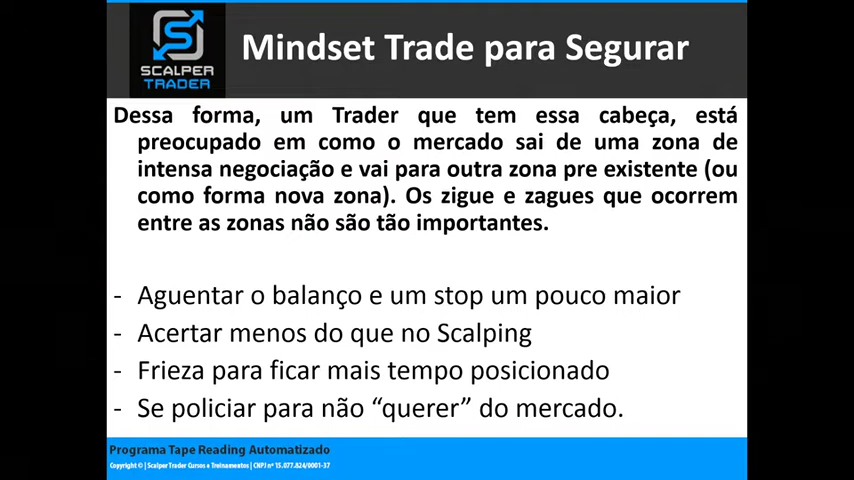 SCALPER
TRADER
Mindset Trade para Segurar
Dessa forma, um Trader que tem essa cabeça, está
preocupado em como o mercado sai de uma zona de
intensa negociação e vai para outra zona pre existente (ou
como forma nova zona). Os zigue e zagues que ocorrem
entre as zonas não são tão importantes.
- Aguentar o balanço e um stop um pouco maior
- Acertar menos do que no Scalping
- Frieza para ficar mais tempo posicionado
- Se policiar para não “querer” do mercado.
Programa Tape Reading Automatizado
Copyright © | Scalper Trader Cursos e Treinamentos | CNPJ nº 15.077.824/0001-37